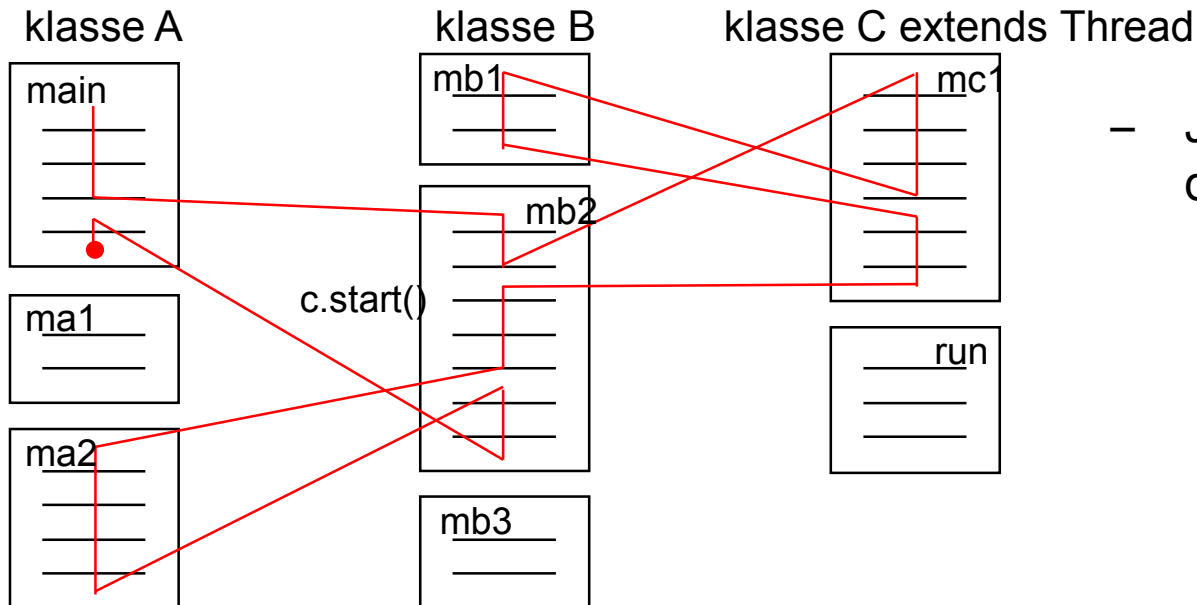 klasse A
klasse B
klasse C extends Thread
main
mb1
mc1
–
mb2
c.start()
ma1
run
ma2
mb3